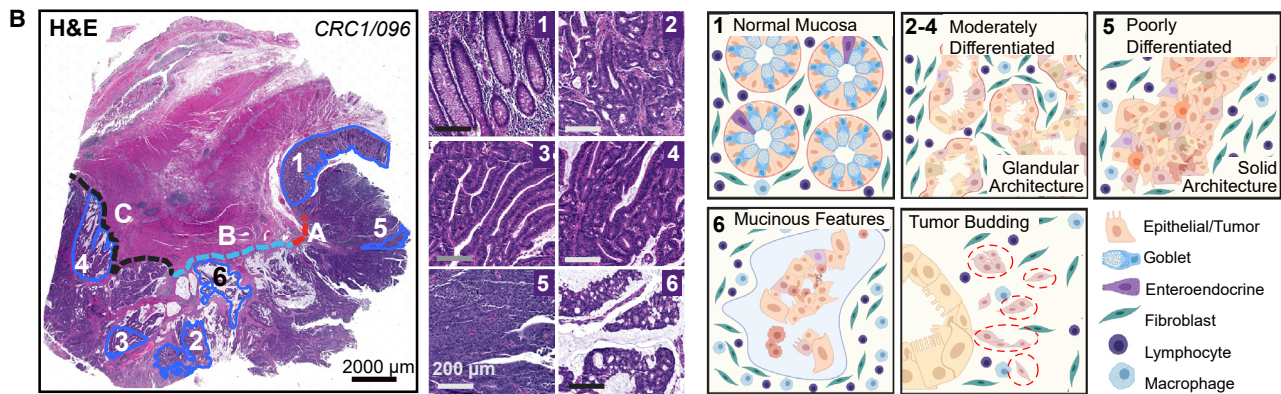 B
H&E
CRC1/096
1
C
B
A
5
4
6
3
2
2000 µm
1
2
3
4
5
200 µm
6
1 Normal Mucosa
2-4 Moderately
Differentiated
Glandular
Architecture
5 Poorly
Differentiated
Solid
Architecture
6 Mucinous Features
Tumor Budding
Epithelial/Tumor
Goblet
Enteroendocrine
Fibroblast
Lymphocyte
Macrophage